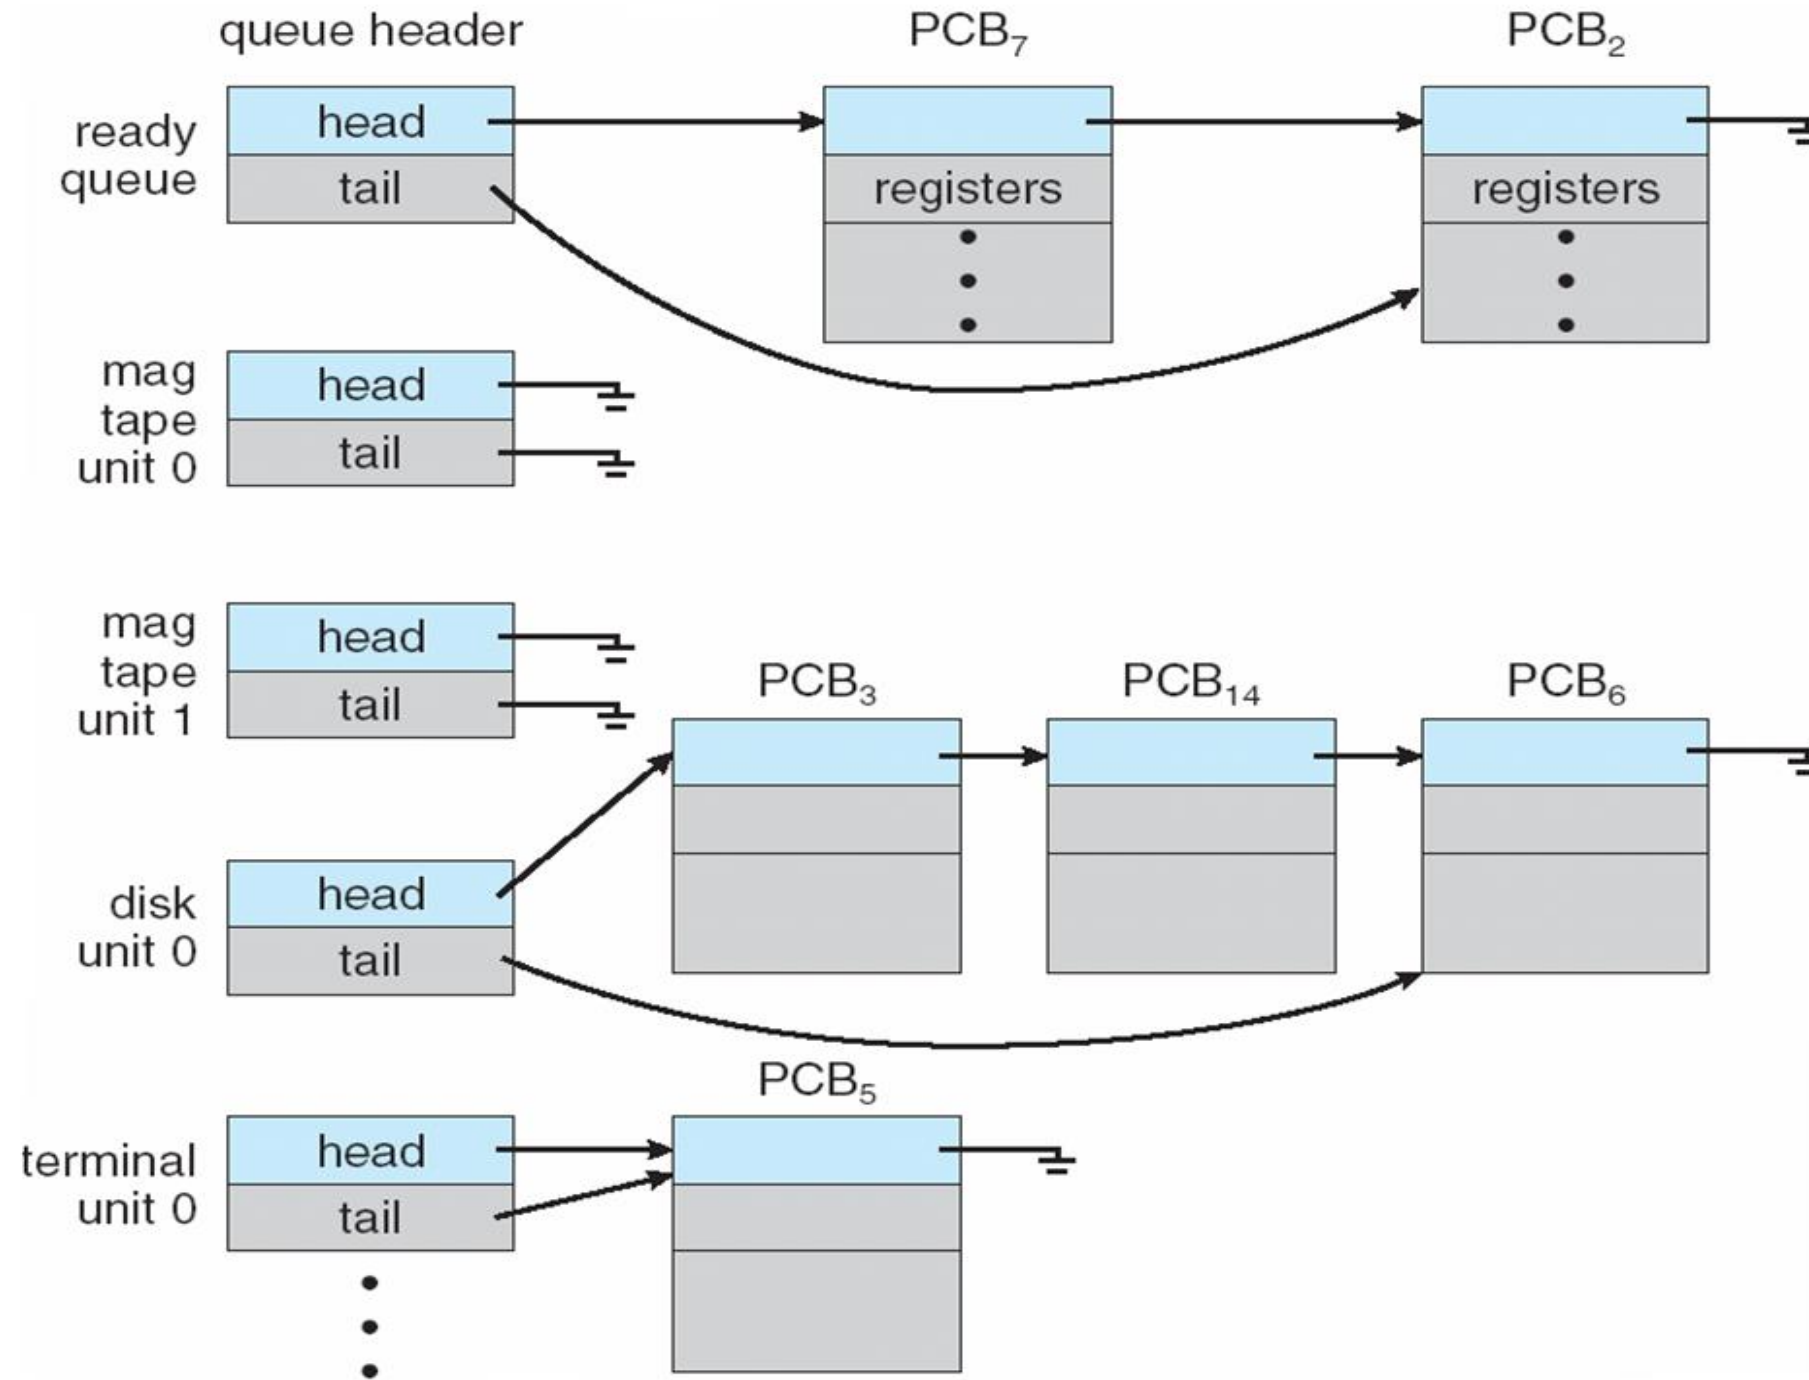 queue header
PCB₇
PCB₂
ready
queue
head
tail
registers
registers
mag
tape
unit 0
head
tail
mag
tape
unit 1
head
tail
PCB₃
PCB₁₄
PCB₆
disk
unit 0
head
tail
PCB₅
terminal
unit 0
head
tail